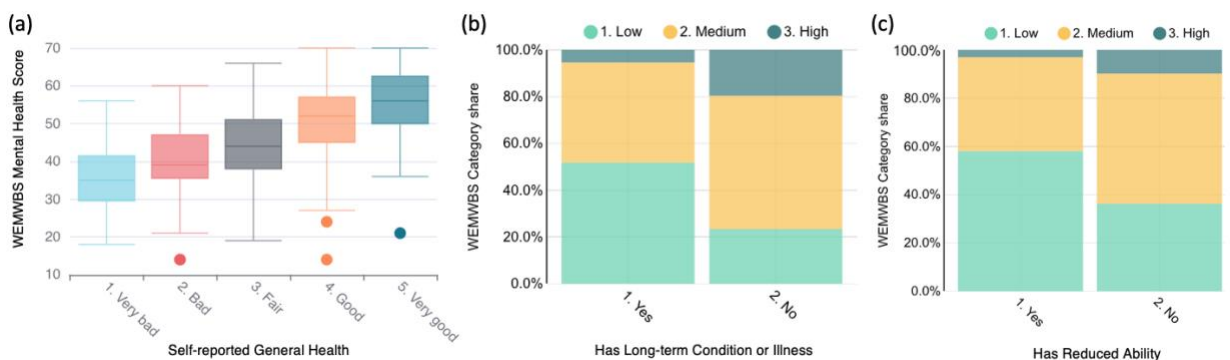 (a)
WEMWBS Mental Health Score
70
60
50
40
30
20
10
1. Very bad
2. Bad
3. Fair
4. Good
5. Very good
Self-reported General Health
(b)
1. Low 2. Medium 3. High
WEMWBS Category share
100.0%
80.0%
60.0%
40.0%
20.0%
0.0%
1. Yes
2. No
Has Long-term Condition or Illness
(c)
1. Low 2. Medium 3. High
WEMWBS Category share
100.0%
80.0%
60.0%
40.0%
20.0%
0.0%
1. Yes
2. No
Has Reduced Ability